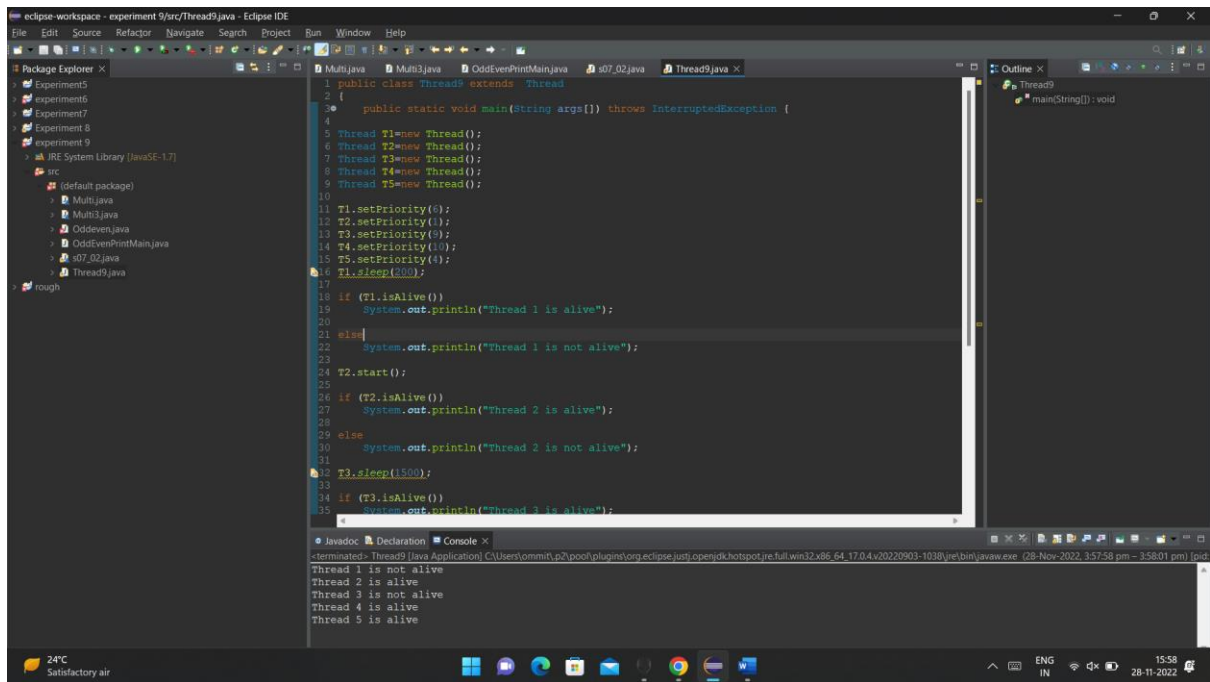 eclipse-workspace - experiment 9/src/Thread9.java - Eclipse IDE
File Edit Source Refactor Navigate Search Project Run Window Help
Package Explorer
Experiment5
experiment6
Experiment7
Experiment 8
experiment 9
JRE System Library [JavaSE-1.7]
src
(default package)
Multi.java
Multi3.java
Oddeven.java
OddEvenPrintMain.java
s07_02.java
Thread9.java
rough
Multi.java Multi3.java OddEvenPrintMain.java s07_02.java Thread9.java
1 public class Thread9 extends Thread
2 {
3 public static void main(String args[]) throws InterruptedException {
4
5 Thread T1=new Thread();
6 Thread T2=new Thread();
7 Thread T3=new Thread();
8 Thread T4=new Thread();
9 Thread T5=new Thread();
10
11 T1.setPriority(6);
12 T2.setPriority(1);
13 T3.setPriority(9);
14 T4.setPriority(10);
15 T5.setPriority(4);
16 T1.sleep(200);
17
18 if (T1.isAlive())
19 System.out.println("Thread 1 is alive");
20
21 else
22 System.out.println("Thread 1 is not alive");
23
24 T2.start();
25
26 if (T2.isAlive())
27 System.out.println("Thread 2 is alive");
28
29 else
30 System.out.println("Thread 2 is not alive");
31
32 T3.sleep(1500);
33
34 if (T3.isAlive())
35 System.out.println("Thread 3 is alive");
Outline
Thread9
main(String[]) : void
Javadoc Declaration Console
<terminated> Thread9 [Java Application] C:\Users\ommit\.p2\pool\plugins\org.eclipse.justj.openjdk.hotspot.jre.full.win32.x86_64_17.0.4.v20220903-1038\jre\bin\javaw.exe (28-Nov-2022, 3:57:58 pm – 3:58:01 pm) [pid:
Thread 1 is not alive
Thread 2 is alive
Thread 3 is not alive
Thread 4 is alive
Thread 5 is alive
24°C
Satisfactory air
ENG
IN
15:58
28-11-2022